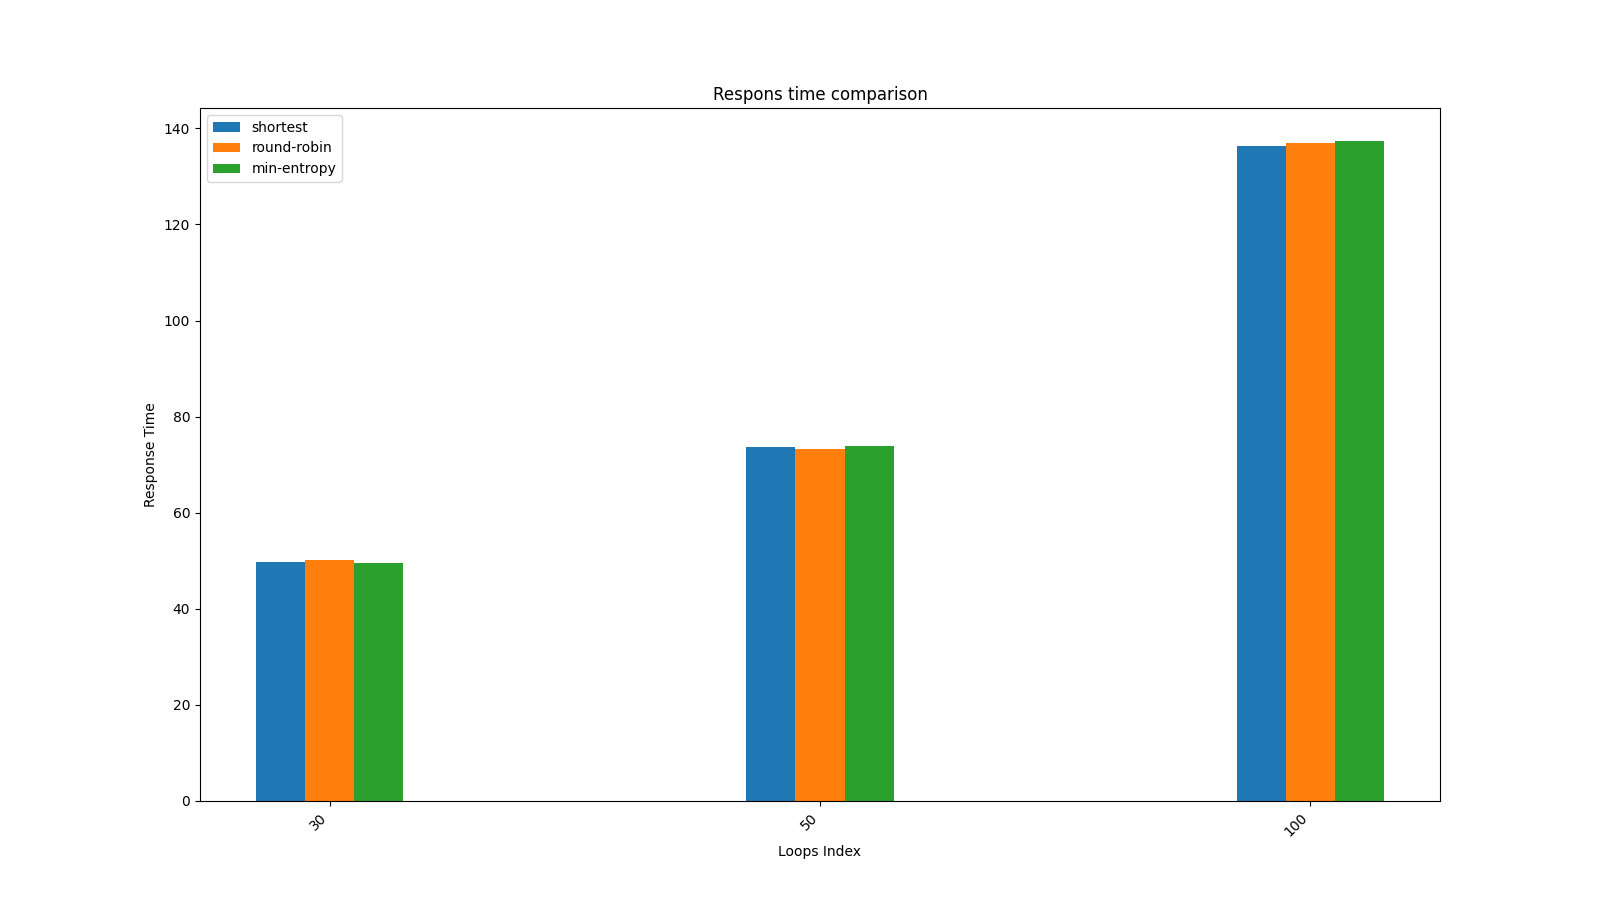 Respons time comparison
shortest
round-robin
min-entropy
140
120
100
80
60
40
20
0
Response Time
30
50
100
Loops Index